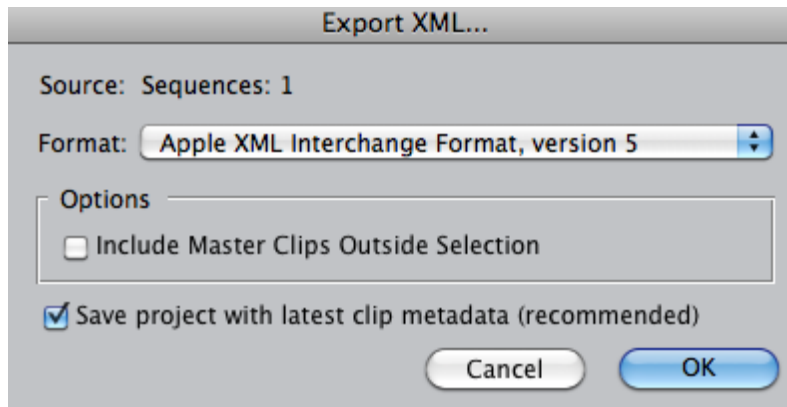 Export XML...
Source: Sequences: 1
Format: Apple XML Interchange Format, version 5
Options
Include Master Clips Outside Selection
Save project with latest clip metadata (recommended)
Cancel OK